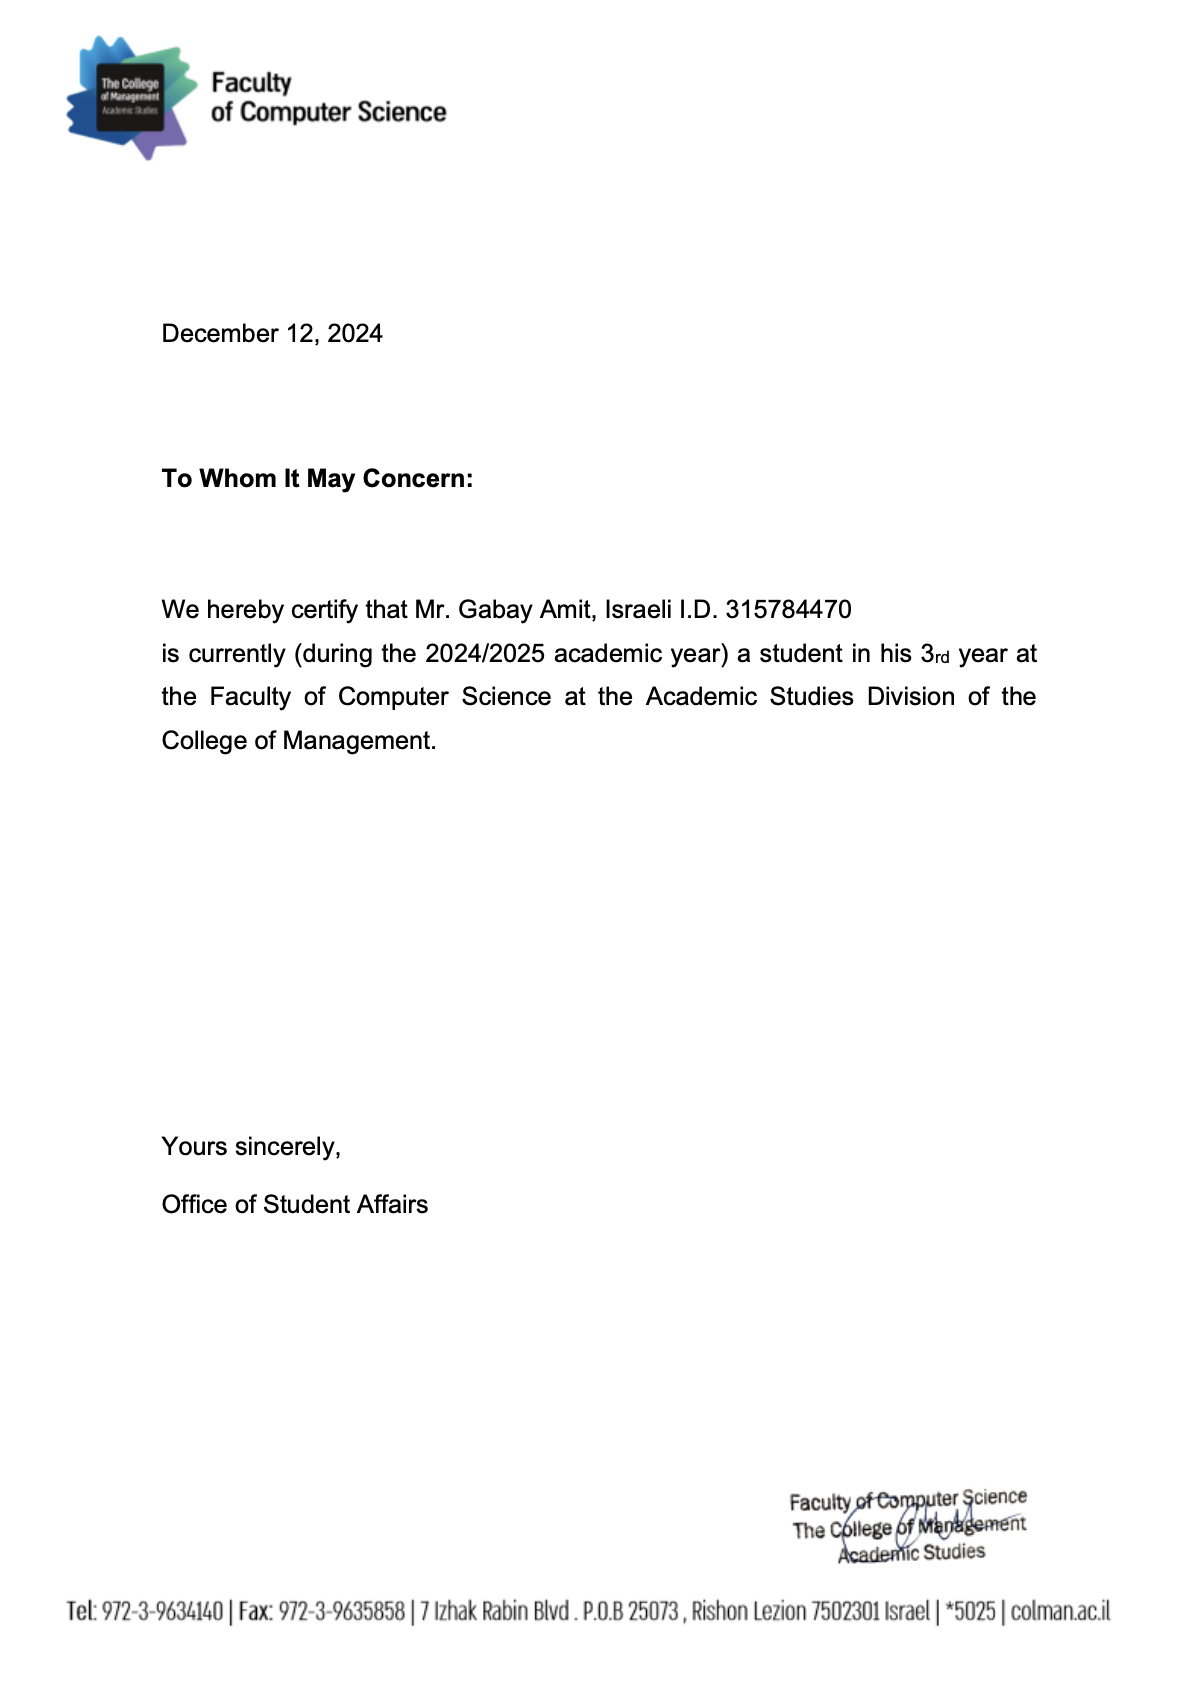 The College
of Management
Academic Studies
Faculty
of Computer Science
December 12, 2024
To Whom It May Concern:
We hereby certify that Mr. Gabay Amit, Israeli I.D. 315784470
is currently (during the 2024/2025 academic year) a student in his 3rd year at
the Faculty of Computer Science at the Academic Studies Division of the
College of Management.
Yours sincerely,
Office of Student Affairs
Faculty of Computer Science
The College of Management
Academic Studies
Tel: 972-3-9634140 | Fax: 972-3-9635858 | 7 Izhak Rabin Blvd . P.O.B 25073 , Rishon Lezion 7502301 Israel | *5025 | colman.ac.il